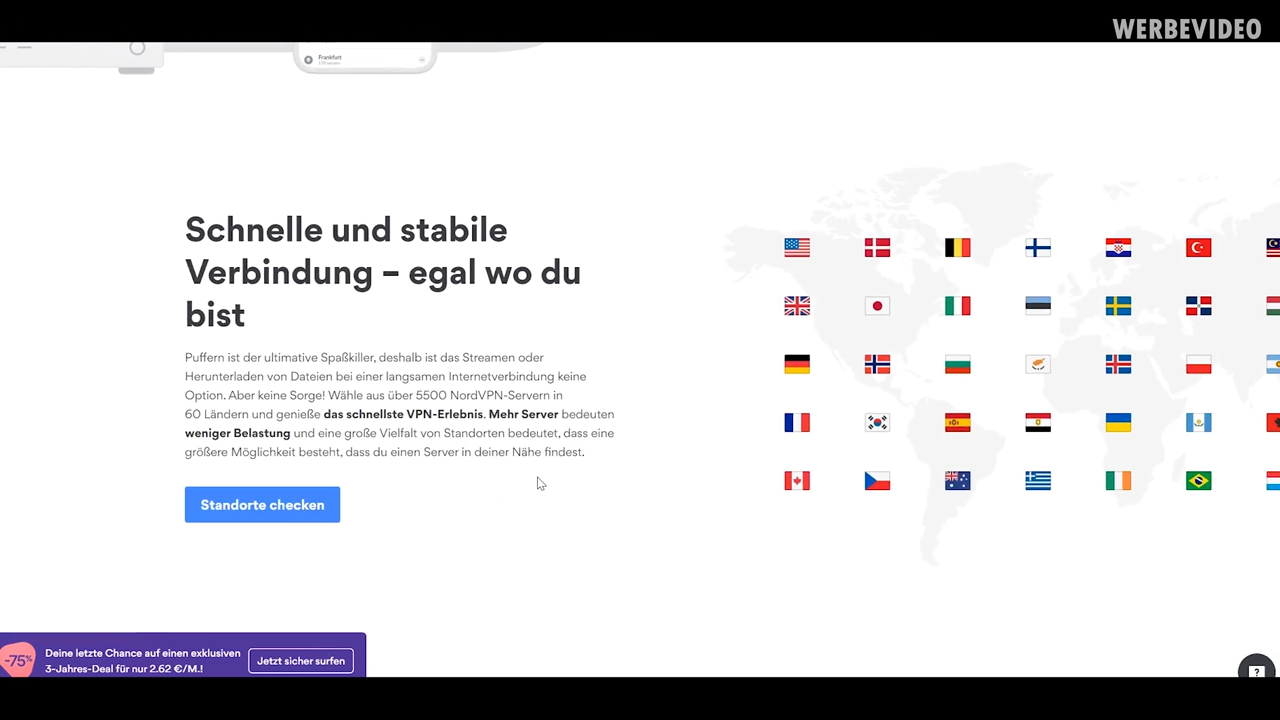 WERBEVIDEO
Frankfurt
Schnelle und stabile
Verbindung – egal wo du
bist
Puffern ist der ultimative Spaßkiller, deshalb ist das Streamen oder
Herunterladen von Dateien bei einer langsamen Internetverbindung keine
Option. Aber keine Sorge! Wähle aus über 5500 NordVPN-Servern in
60 Ländern und genieße das schnellste VPN-Erlebnis. Mehr Server bedeuten
weniger Belastung und eine große Vielfalt von Standorten bedeutet, dass eine
größere Möglichkeit besteht, dass du einen Server in deiner Nähe findest.
Standorte checken
-75%
Deine letzte Chance auf einen exklusiven
3-Jahres-Deal für nur 2.62 €/M.!
Jetzt sicher surfen
?